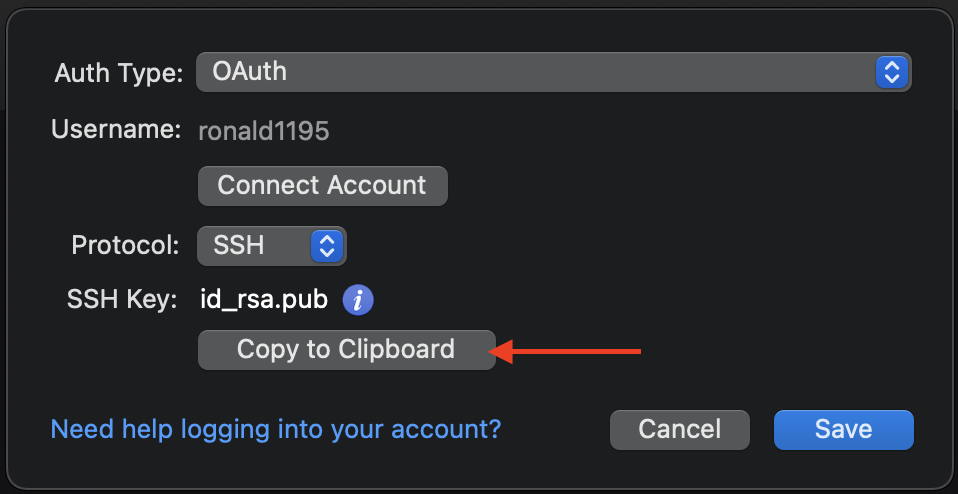 Auth Type: OAuth
Username: ronald1195
Connect Account
Protocol: SSH
SSH Key: id_rsa.pub i
Copy to Clipboard
Need help logging into your account? Cancel Save